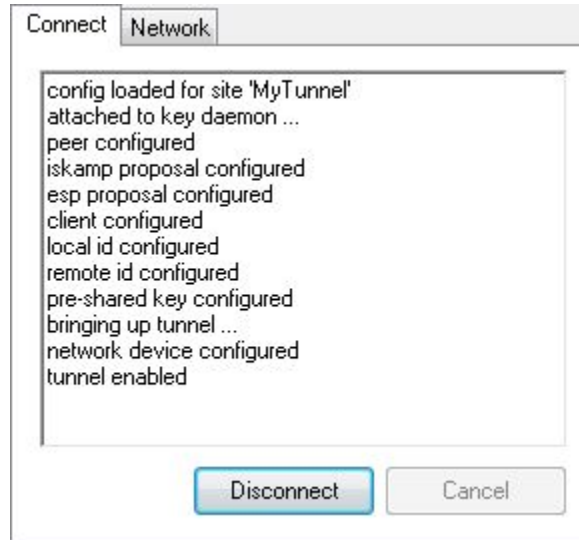 Connect Network
config loaded for site 'MyTunnel'
attached to key daemon ...
peer configured
iskamp proposal configured
esp proposal configured
client configured
local id configured
remote id configured
pre-shared key configured
bringing up tunnel ...
network device configured
tunnel enabled
Disconnect Cancel